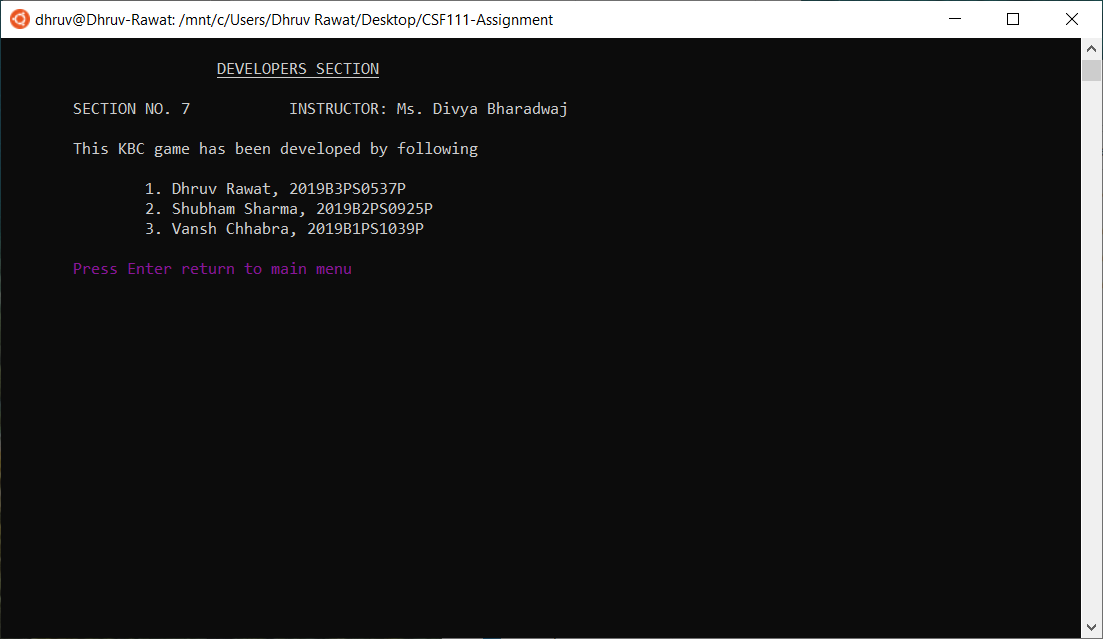 dhruv@Dhruv-Rawat: /mnt/c/Users/Dhruv Rawat/Desktop/CSF111-Assignment
DEVELOPERS SECTION
SECTION NO. 7 INSTRUCTOR: Ms. Divya Bharadwaj
This KBC game has been developed by following
1. Dhruv Rawat, 2019B3PS0537P
2. Shubham Sharma, 2019B2PS0925P
3. Vansh Chhabra, 2019B1PS1039P
Press Enter return to main menu